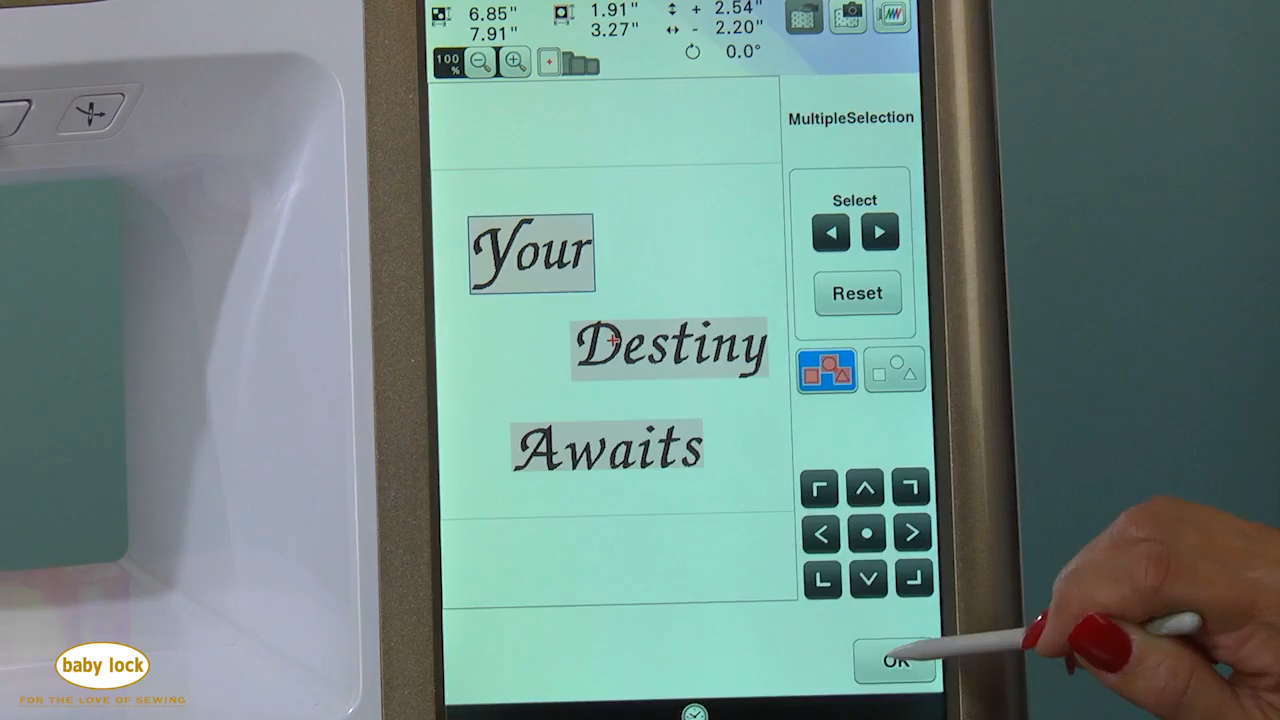 6.85" 1.91" + 2.54"
7.91" 3.27" - 2.20"
100 % 0.0°
MultipleSelection
Select
Reset
Your
Destiny
Awaits
OK
baby lock
FOR THE LOVE OF SEWING